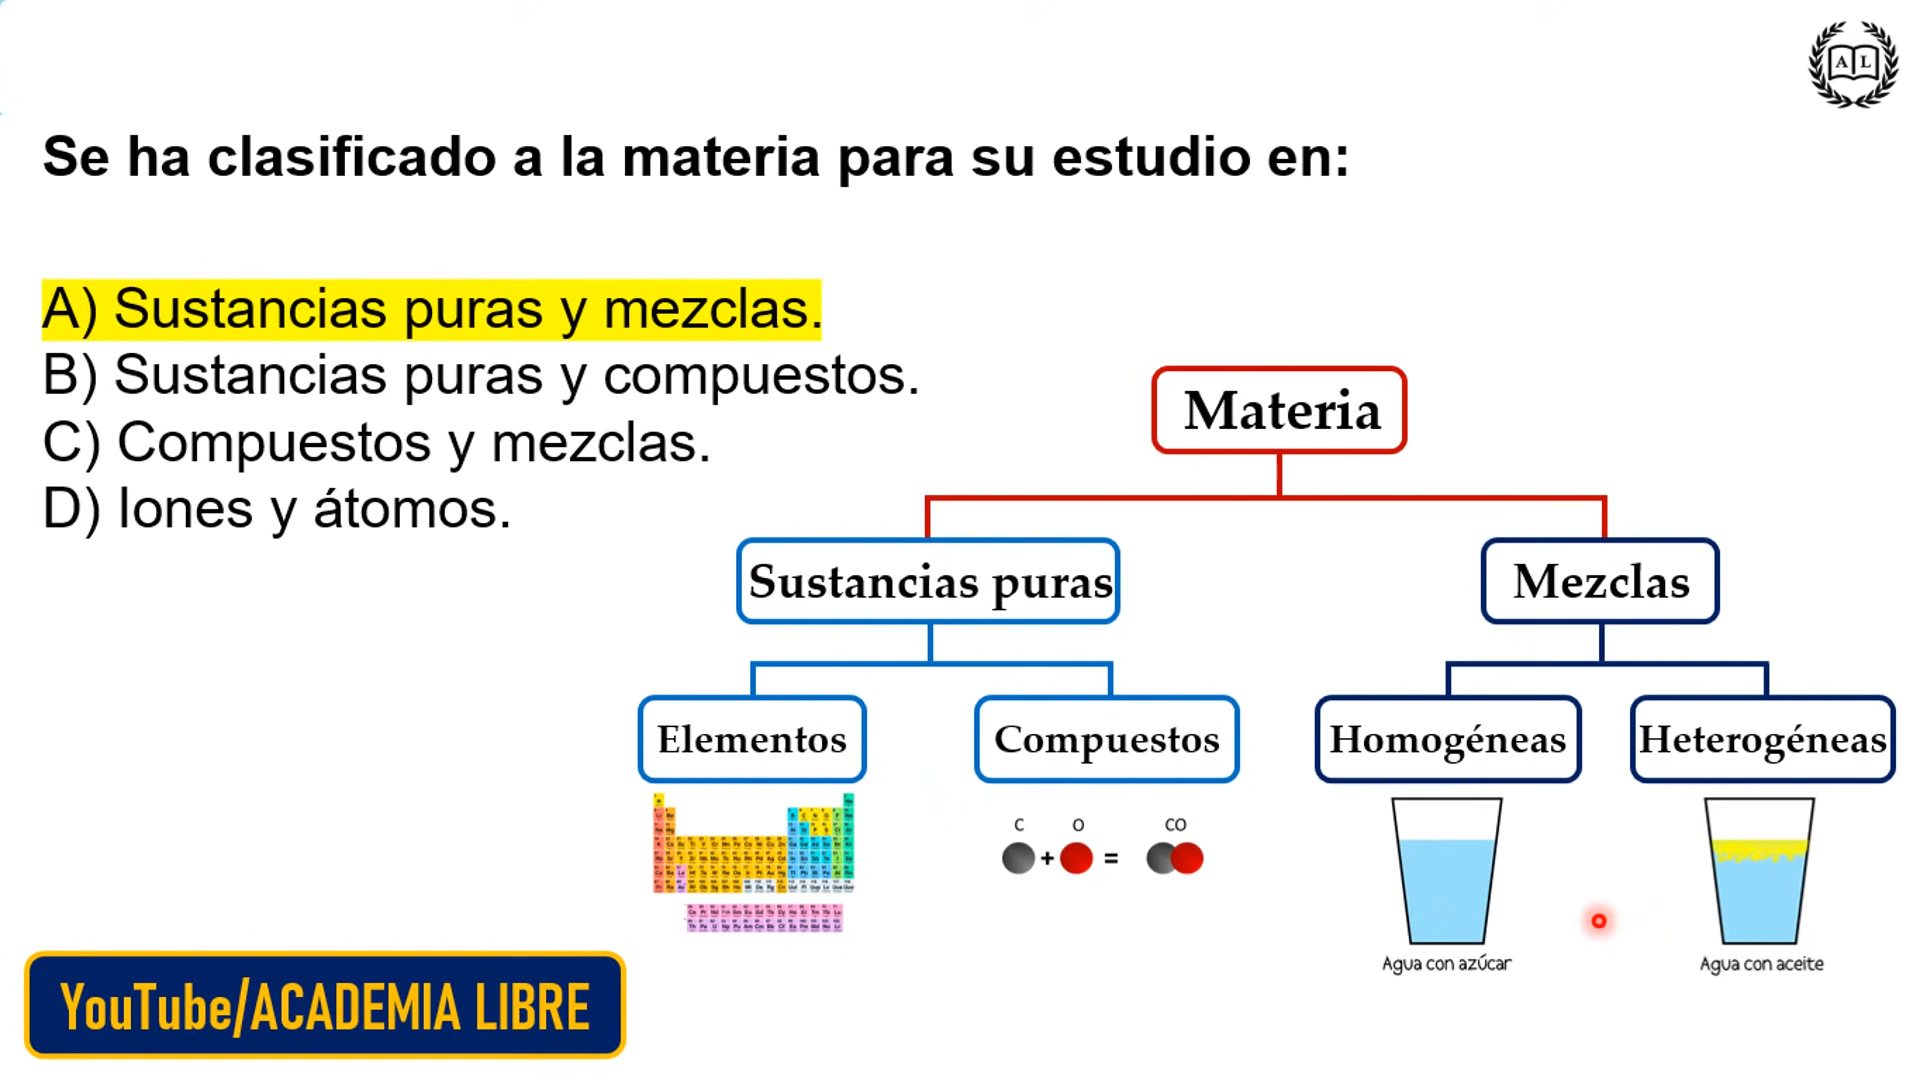 A L
Se ha clasificado a la materia para su estudio en:
A) Sustancias puras y mezclas.
B) Sustancias puras y compuestos.
C) Compuestos y mezclas.
D) Iones y átomos.
Materia
Sustancias puras
Mezclas
Elementos
Compuestos
Homogéneas
Heterogéneas
C O CO
+ =
Agua con azúcar
Agua con aceite
YouTube/ACADEMIA LIBRE